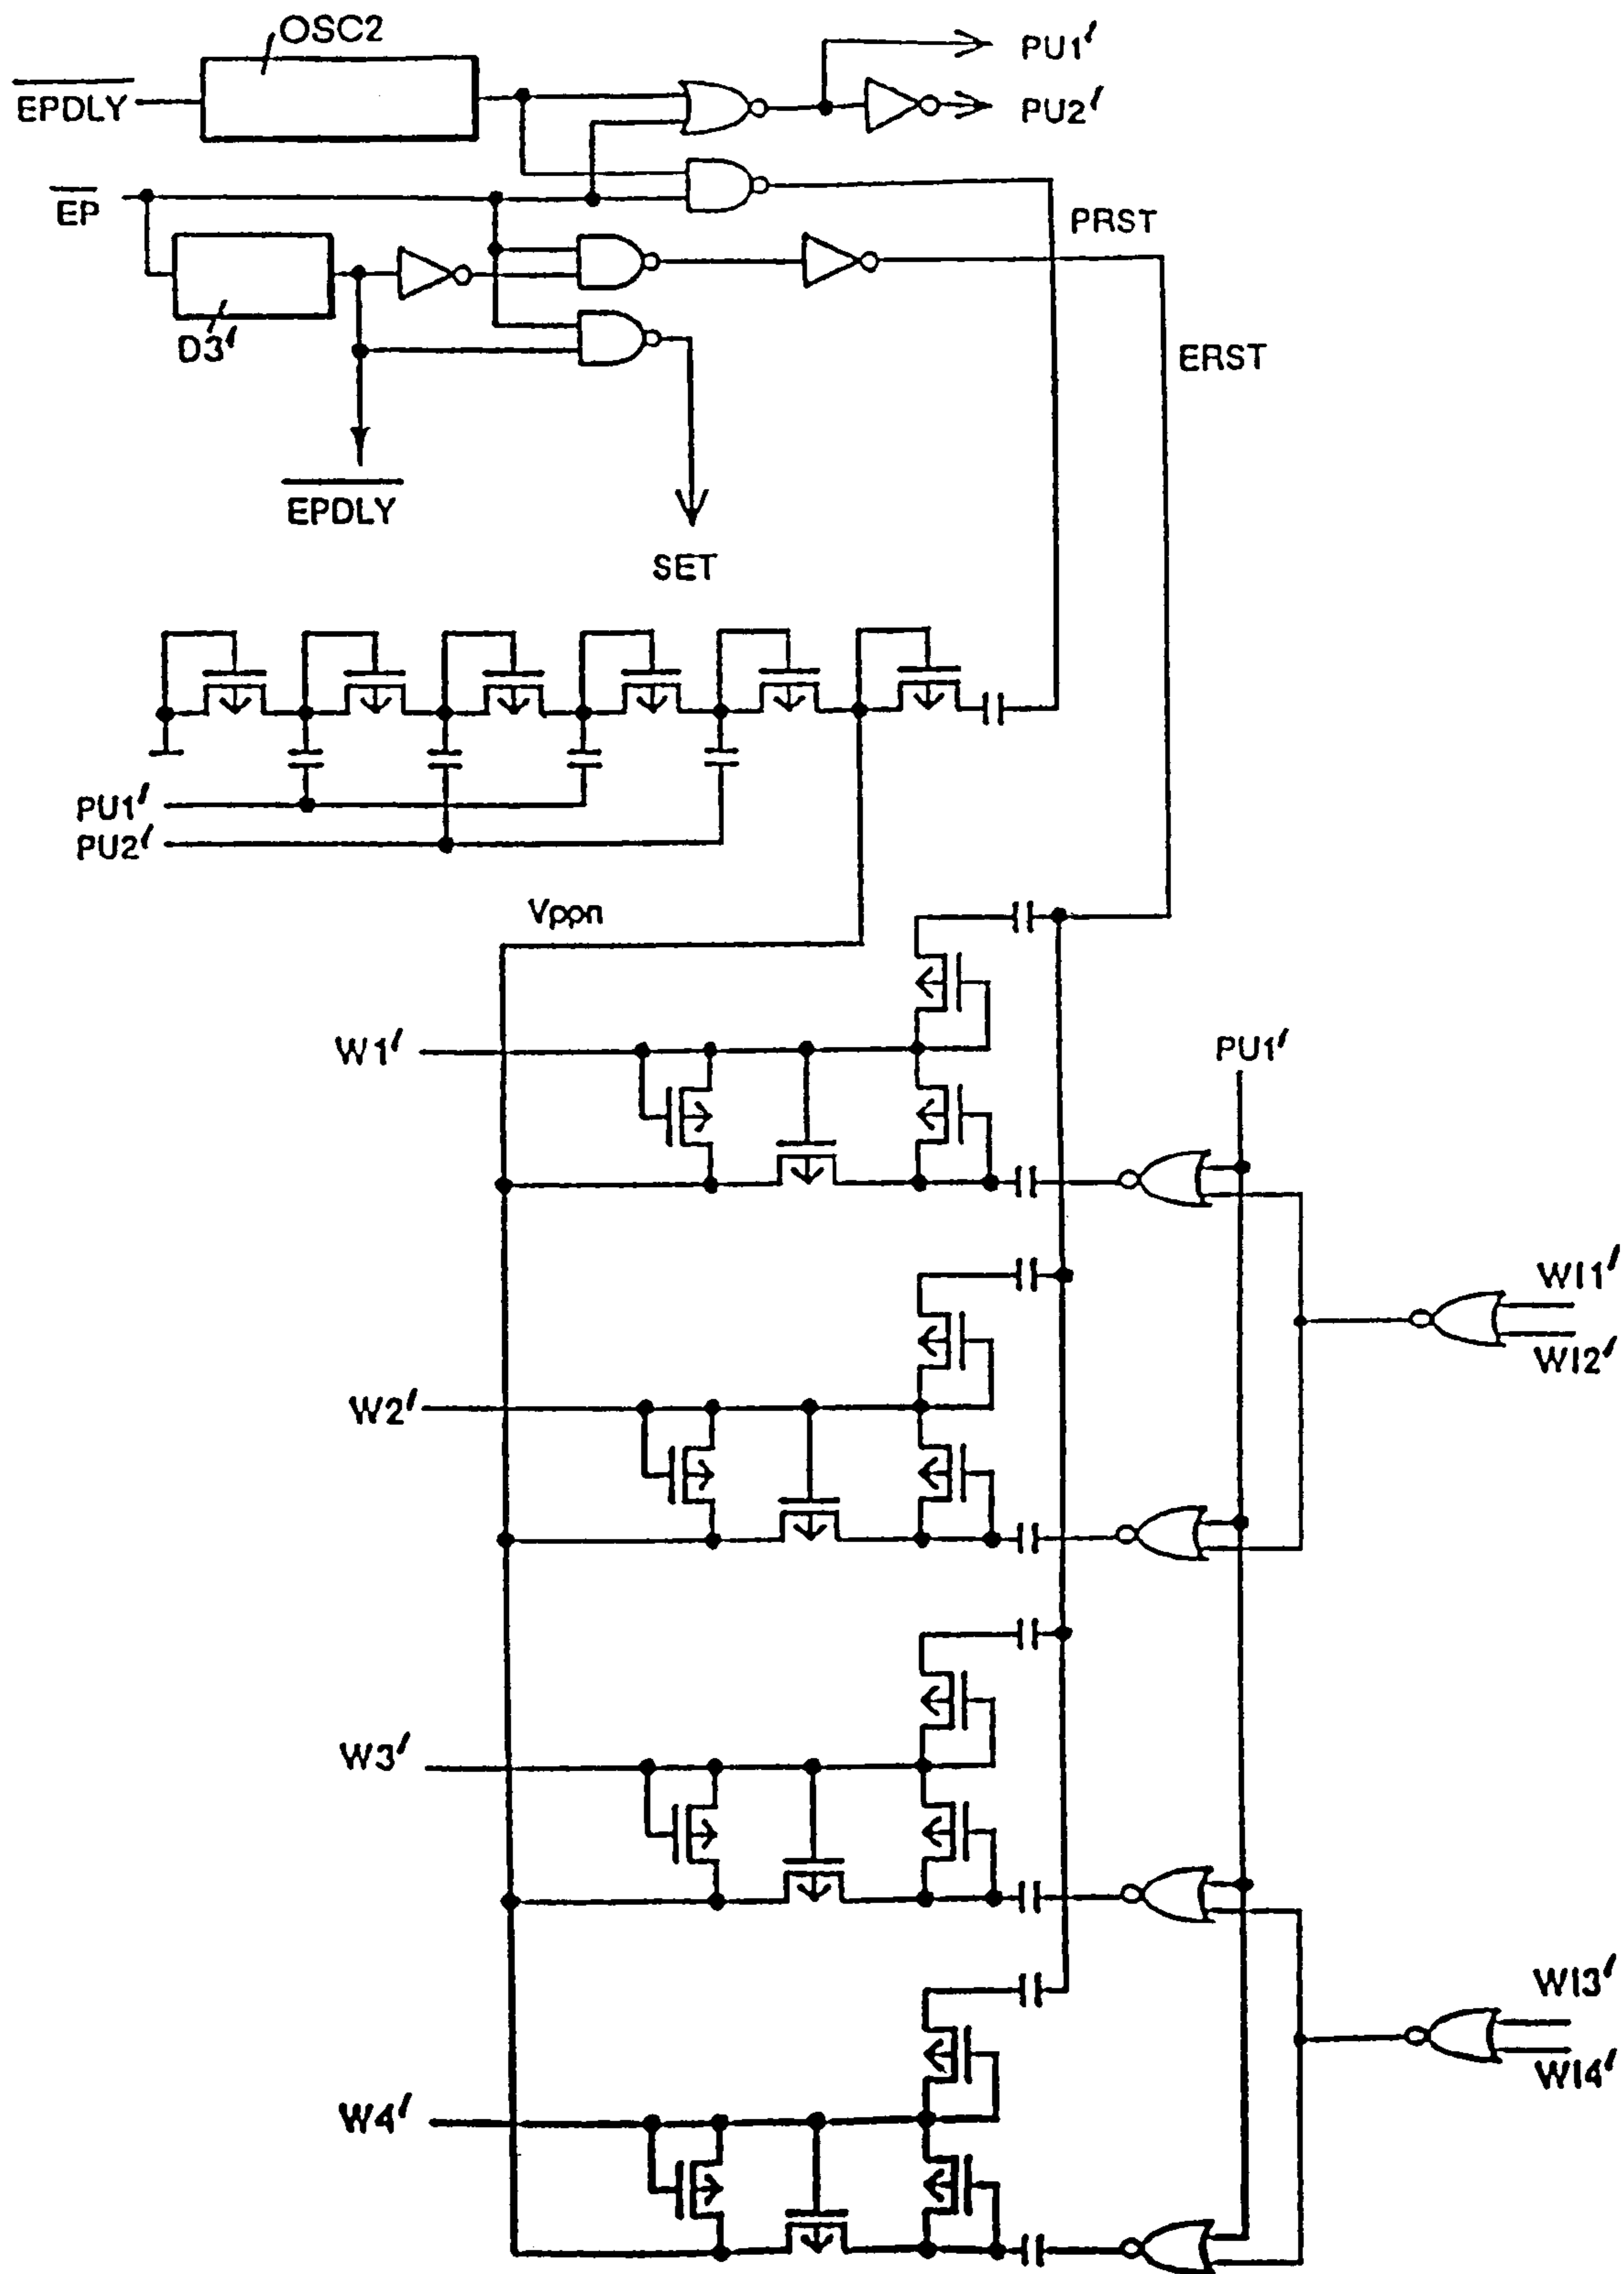 OSC2
EPDLY
PU1′
PU2′
EP
PRST
D3′
ERST
EPDLY
SET
PU1′
PU2′
Vppn
W1′
PU1′
WI1′
WI2′
W2′
W3′
WI3′
WI4′
W4′